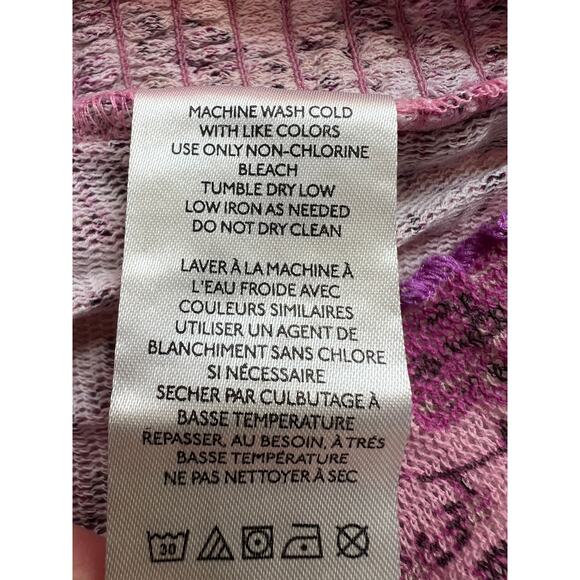 MACHINE WASH COLD
WITH LIKE COLORS
USE ONLY NON-CHLORINE
BLEACH
TUMBLE DRY LOW
LOW IRON AS NEEDED
DO NOT DRY CLEAN
LAVER À LA MACHINE À
L'EAU FROIDE AVEC
COULEURS SIMILAIRES
UTILISER UN AGENT DE
BLANCHIMENT SANS CHLORE
SI NÉCESSAIRE
SECHER PAR CULBUTAGE À
BASSE TEMPÉRATURE
REPASSER, AU BESOIN, À TRÉS
BASSE TEMPÉRATURE
NE PAS NETTOYER À SEC
30